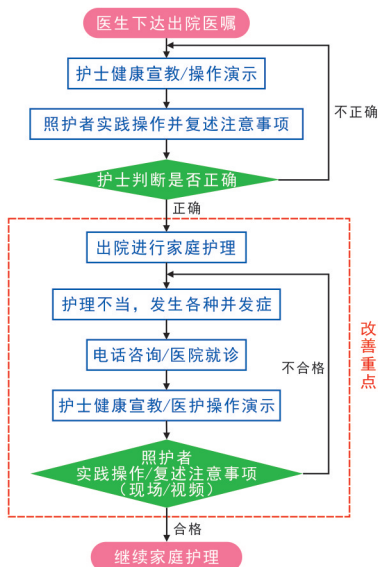 医生下达出院医嘱
护士健康宣教/操作演示
不正确
照护者实践操作并复述注意事项
护士判断是否正确
正确
出院进行家庭护理
护理不当，发生各种并发症
改善重点
电话咨询/医院就诊
不合格
护士健康宣教/医护操作演示
照护者
实践操作/复述注意事项
（现场/视频）
合格
继续家庭护理